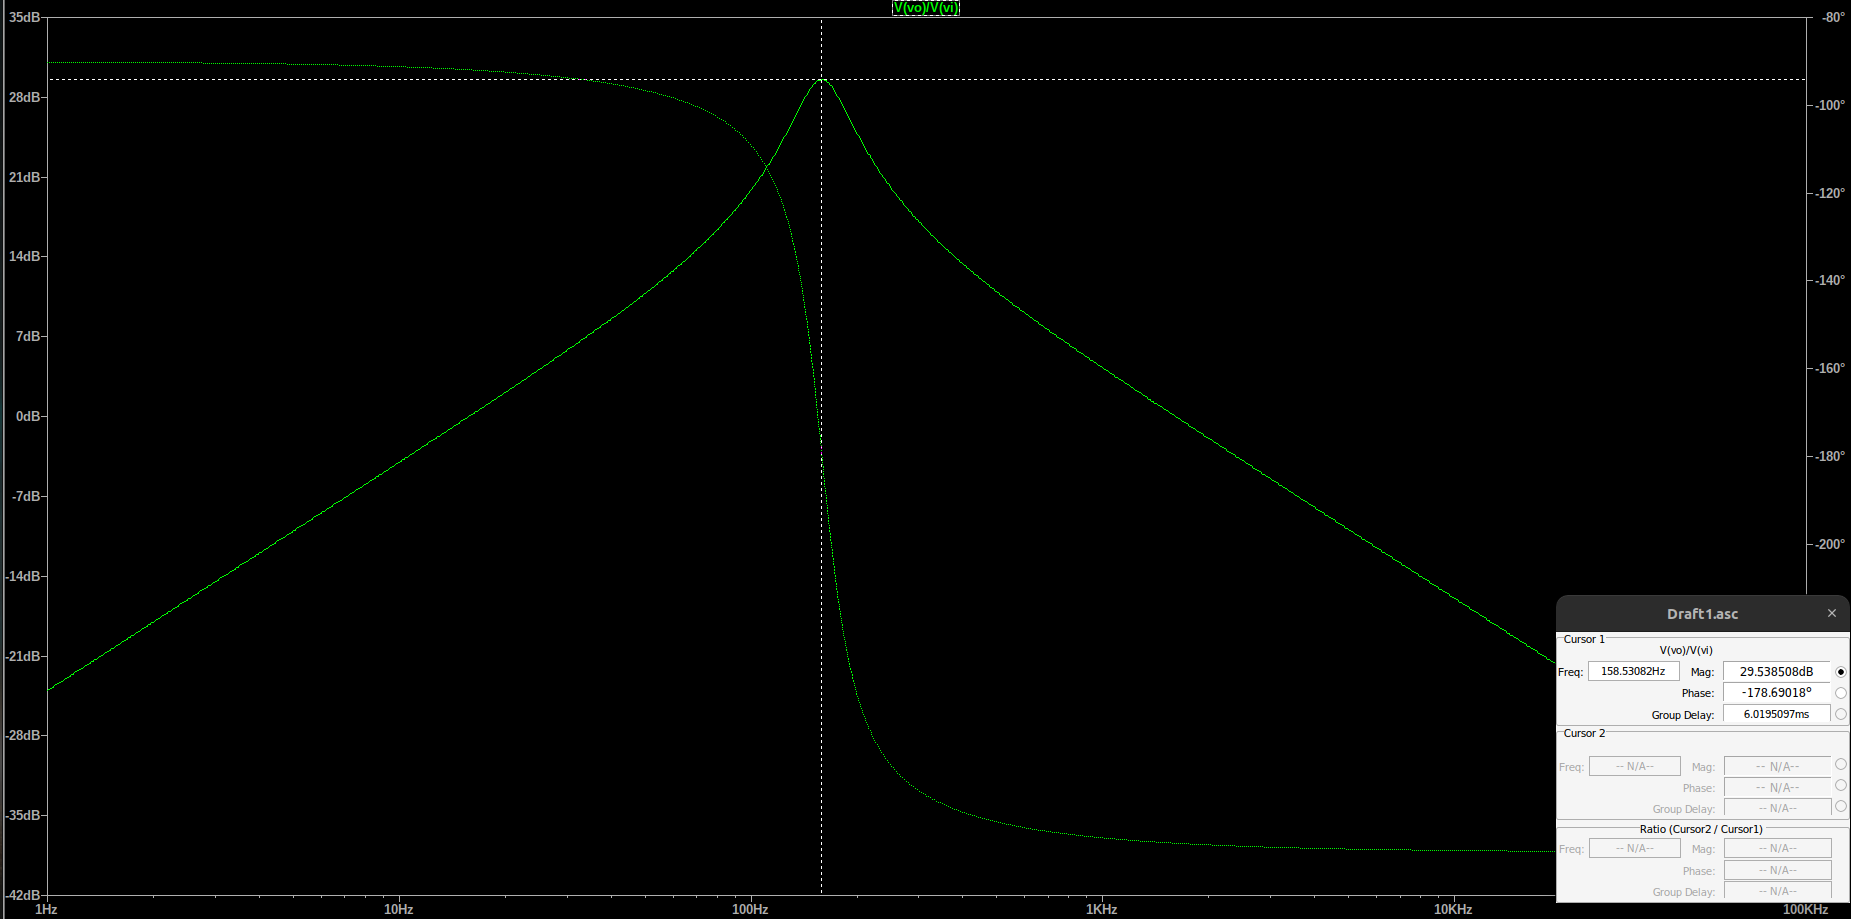 V(vo)/V(vi)
35dB
28dB
21dB
14dB
7dB
0dB
-7dB
-14dB
-21dB
-28dB
-35dB
-42dB
-80°
-100°
-120°
-140°
-160°
-180°
-200°
1Hz 10Hz 100Hz 1KHz 10KHz 100KHz
Draft1.asc ×
Cursor 1
V(vo)/V(vi)
Freq: 158.53082Hz Mag: 29.538508dB
Phase: -178.69018°
Group Delay: 6.0195097ms
Cursor 2
Freq: -- N/A-- Mag: -- N/A--
Phase: -- N/A--
Group Delay: -- N/A--
Ratio (Cursor2 / Cursor1)
Freq: -- N/A-- Mag: -- N/A--
Phase: -- N/A--
Group Delay: -- N/A--